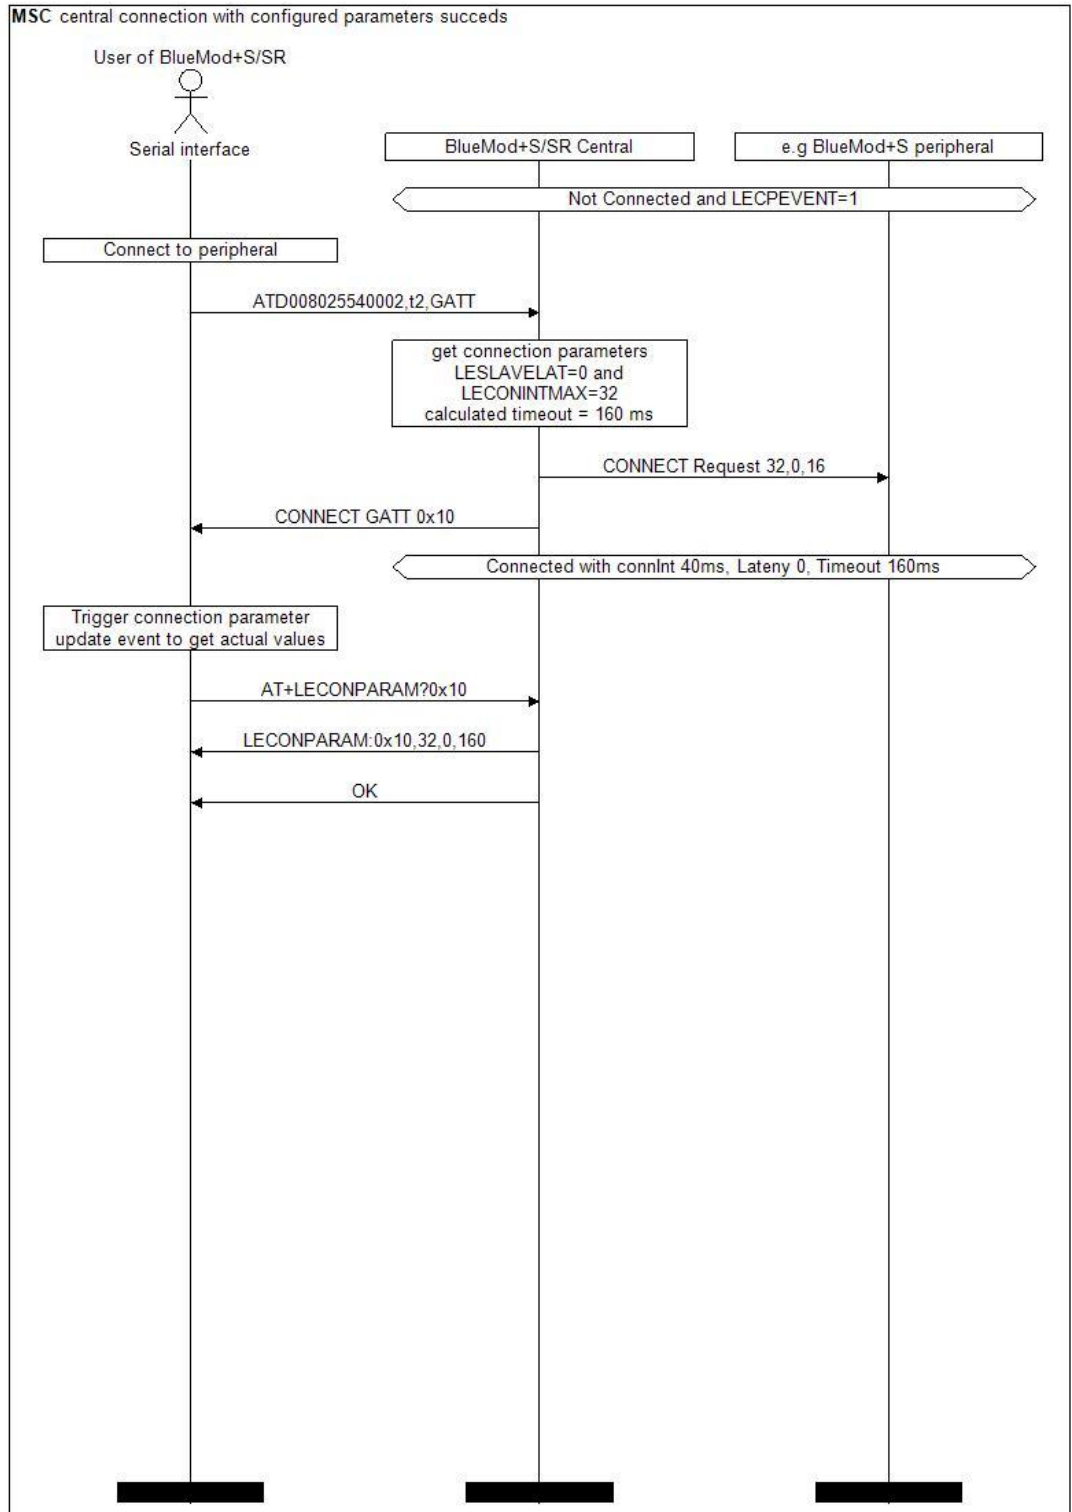 MSC central connection with configured parameters succeds
User of BlueMod+S/SR
Serial interface
BlueMod+S/SR Central
e.g BlueMod+S peripheral
Not Connected and LECPEVENT=1
Connect to peripheral
ATD008025540002,t2,GATT
get connection parameters
LESLAVELAT=0 and
LECONINTMAX=32
calculated timeout = 160 ms
CONNECT Request 32,0,16
CONNECT GATT 0x10
Connected with connInt 40ms, Lateny 0, Timeout 160ms
Trigger connection parameter
update event to get actual values
AT+LECONPARAM?0x10
LECONPARAM:0x10,32,0,160
OK